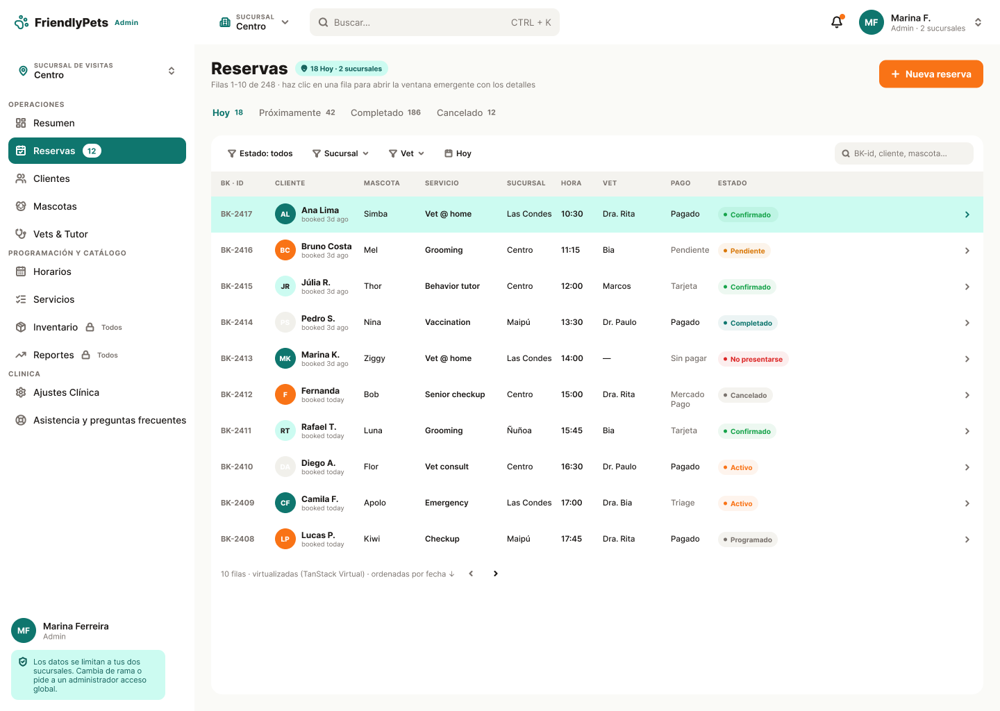 FriendlyPets Admin
SUCURSAL
Centro
Buscar...
CTRL + K
MF
Marina F.
Admin · 2 sucursales
SUCURSAL DE VISITAS
Centro
OPERACIONES
Resumen
Reservas 12
Clientes
Mascotas
Vets & Tutor
PROGRAMACIÓN Y CATÁLOGO
Horarios
Servicios
Inventario Todos
Reportes Todos
CLINICA
Ajustes Clínica
Asistencia y preguntas frecuentes
MF
Marina Ferreira
Admin
Los datos se limitan a tus dos
sucursales. Cambia de rama o
pide a un administrador acceso
global.
Reservas
18 Hoy · 2 sucursales
Filas 1-10 de 248 · haz clic en una fila para abrir la ventana emergente con los detalles
+ Nueva reserva
Hoy 18 Próximamente 42 Completado 186 Cancelado 12
Estado: todos Sucursal Vet Hoy
BK-id, cliente, mascota...
BK · ID CLIENTE MASCOTA SERVICIO SUCURSAL HORA VET PAGO ESTADO
BK-2417 AL Ana Lima Simba Vet @ home Las Condes 10:30 Dra. Rita Pagado Confirmado
booked 3d ago
BK-2416 BC Bruno Costa Mel Grooming Centro 11:15 Bia Pendiente Pendiente
booked 3d ago
BK-2415 JR Júlia R. Thor Behavior tutor Centro 12:00 Marcos Tarjeta Confirmado
booked 3d ago
BK-2414 PS Pedro S. Nina Vaccination Maipú 13:30 Dr. Paulo Pagado Completado
booked 3d ago
BK-2413 MK Marina K. Ziggy Vet @ home Las Condes 14:00 — Sin pagar No presentarse
booked 3d ago
BK-2412 F Fernanda Bob Senior checkup Centro 15:00 Dra. Rita Mercado Pago Cancelado
booked today
BK-2411 RT Rafael T. Luna Grooming Ñuñoa 15:45 Bia Tarjeta Confirmado
booked today
BK-2410 DA Diego A. Flor Vet consult Centro 16:30 Dr. Paulo Pagado Activo
booked today
BK-2409 CF Camila F. Apolo Emergency Las Condes 17:00 Dra. Bia Triage Activo
booked today
BK-2408 LP Lucas P. Kiwi Checkup Maipú 17:45 Dra. Rita Pagado Programado
booked today
10 filas · virtualizadas (TanStack Virtual) · ordenadas por fecha ↓